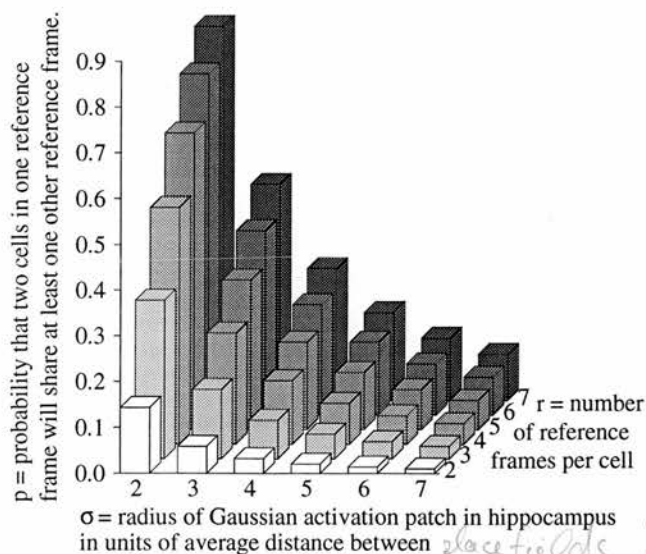 p = probability that two cells in one reference
frame will share at least one other reference frame.
0.9
0.8
0.7
0.6
0.5
0.4
0.3
0.2
0.1
0.0
2 3 4 5 6 7
7
6
5
4
3
2
r = number
of reference
frames per cell
σ = radius of Gaussian activation patch in hippocampus
in units of average distance between place